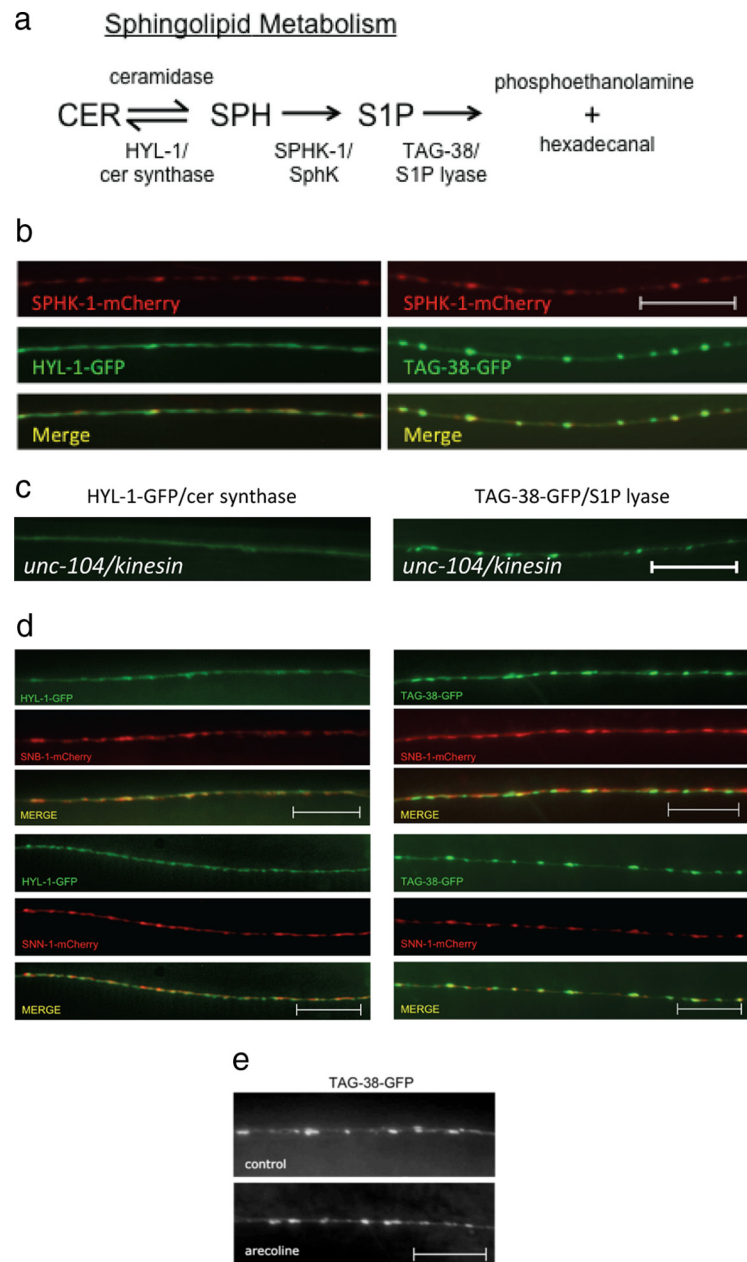 a
Sphingolipid Metabolism
ceramidase
CER ⇌ SPH → S1P → phosphoethanolamine + hexadecanal
HYL-1/ cer synthase
SPHK-1/ SphK
TAG-38/ S1P lyase
b
SPHK-1-mCherry
SPHK-1-mCherry
HYL-1-GFP
TAG-38-GFP
Merge
Merge
c
HYL-1-GFP/cer synthase
TAG-38-GFP/S1P lyase
unc-104/kinesin
unc-104/kinesin
d
HYL-1-GFP
TAG-38-GFP
SNB-1-mCherry
SNB-1-mCherry
MERGE
MERGE
HYL-1-GFP
TAG-38-GFP
SNN-1-mCherry
SNN-1-mCherry
MERGE
MERGE
e
TAG-38-GFP
control
arecoline